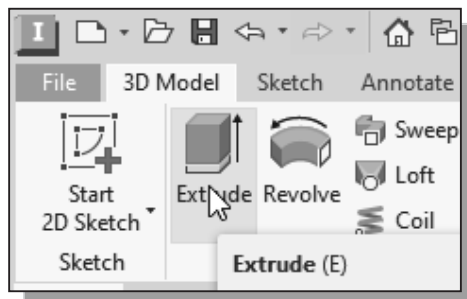 I
File 3D Model Sketch Annotate
Start
2D Sketch
Extrude Revolve
Sweep
Loft
Coil
Sketch
Extrude (E)